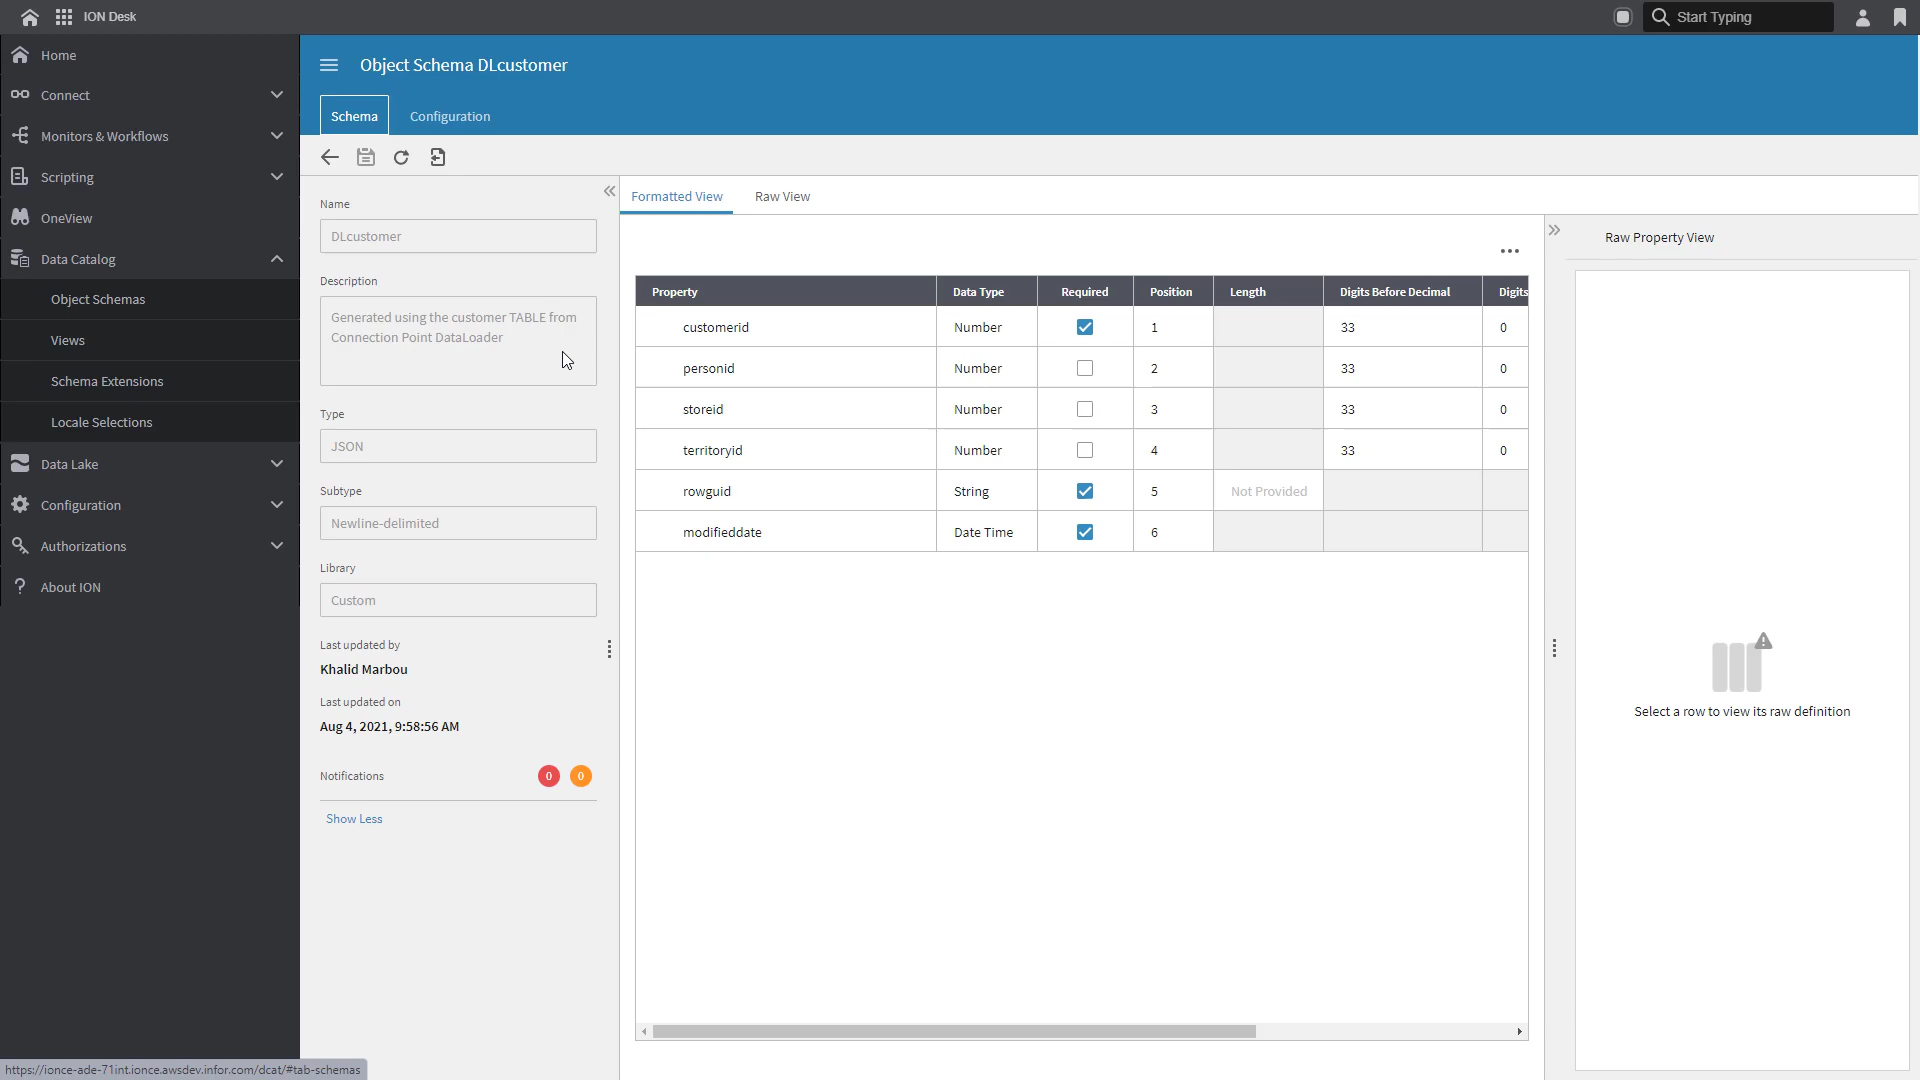 ION Desk
Start Typing
Home
Connect
Monitors & Workflows
Scripting
OneView
Data Catalog
Object Schemas
Views
Schema Extensions
Locale Selections
Data Lake
Configuration
Authorizations
? About ION
Object Schema DLcustomer
Schema Configuration
Name
DLcustomer
Description
Generated using the customer TABLE from
Connection Point DataLoader
Type
JSON
Subtype
Newline-delimited
Library
Custom
Last updated by
Khalid Marbou
Last updated on
Aug 4, 2021, 9:58:56 AM
Notifications 0 0
Show Less
Formatted View Raw View
Property Data Type Required Position Length Digits Before Decimal Digits
customerid Number 1 33 0
personid Number 2 33 0
storeid Number 3 33 0
territoryid Number 4 33 0
rowguid String 5 Not Provided
modifieddate Date Time 6
Raw Property View
Select a row to view its raw definition
https://ionce-ade-71int.ionce.awsdev.infor.com/dcat/#tab-schemas